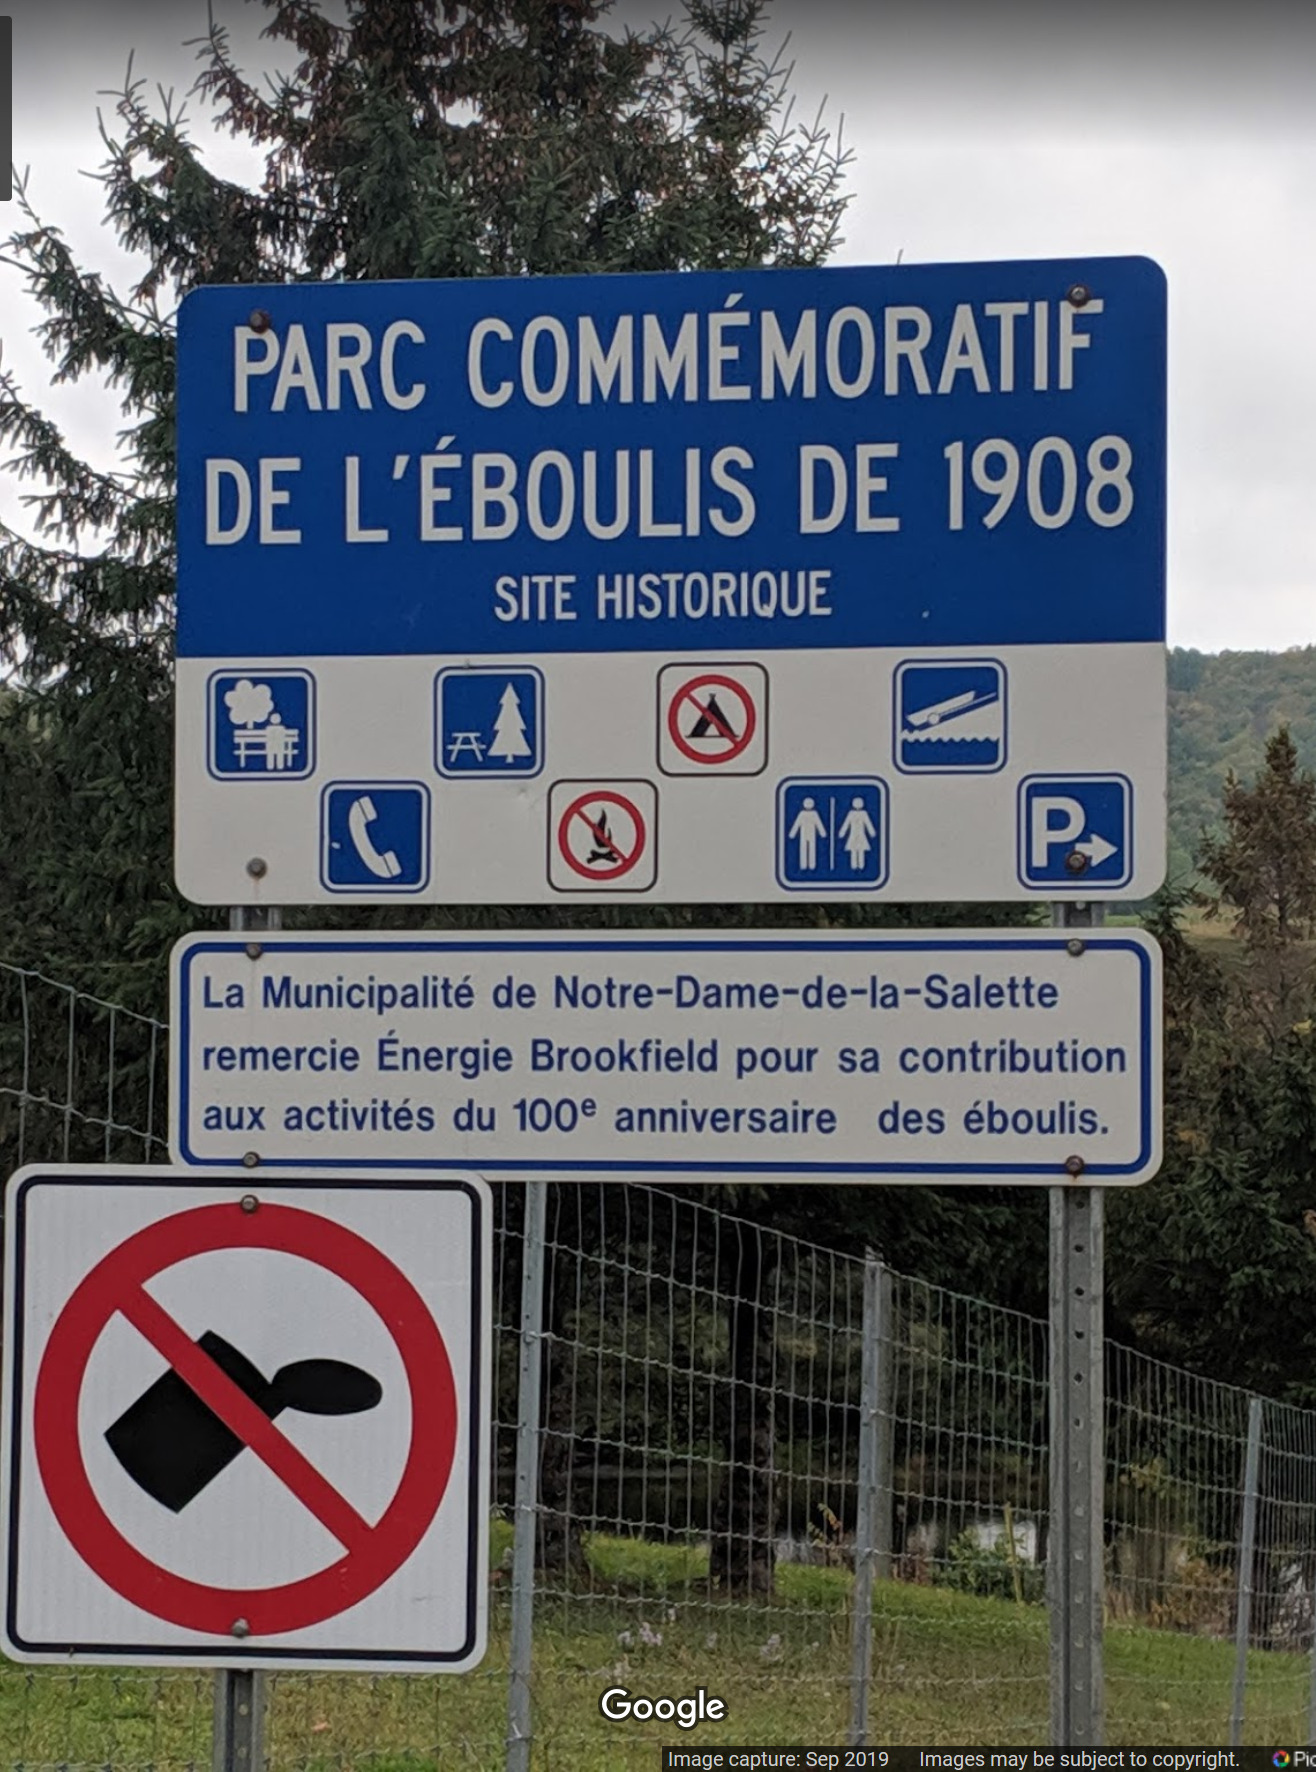 PARC COMMÉMORATIF
DE L'ÉBOULIS DE 1908
SITE HISTORIQUE
P
La Municipalité de Notre-Dame-de-la-Salette
remercie Énergie Brookfield pour sa contribution
aux activités du 100e anniversaire des éboulis.
Google
Image capture: Sep 2019 Images may be subject to copyright.